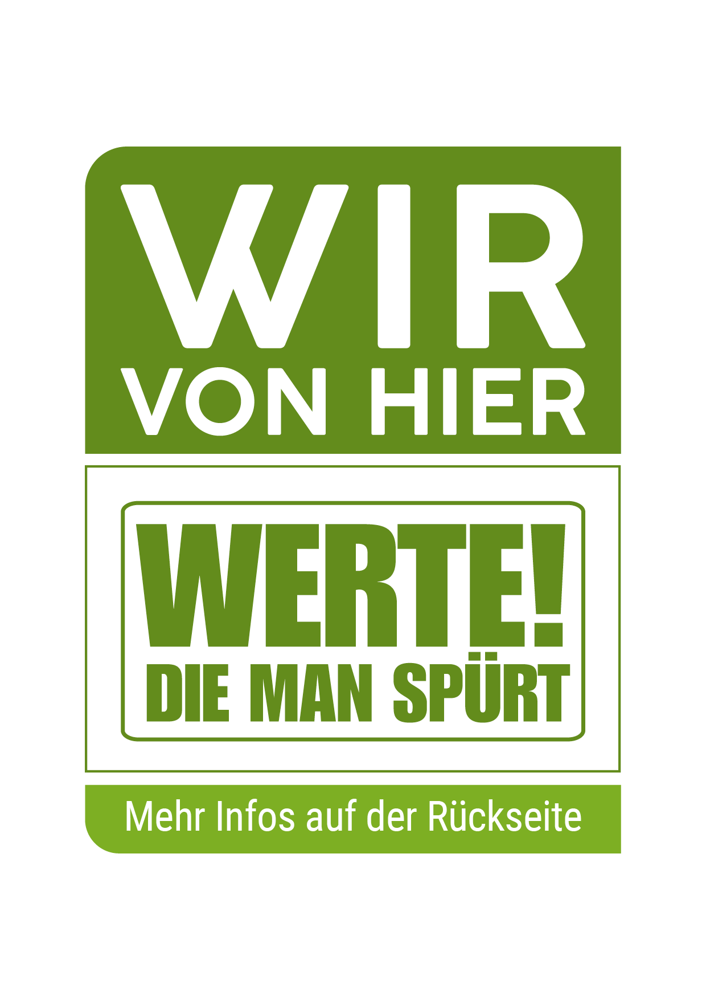 WIR
VON HIER
WERTE!
DIE MAN SPÜRT
Mehr Infos auf der Rückseite